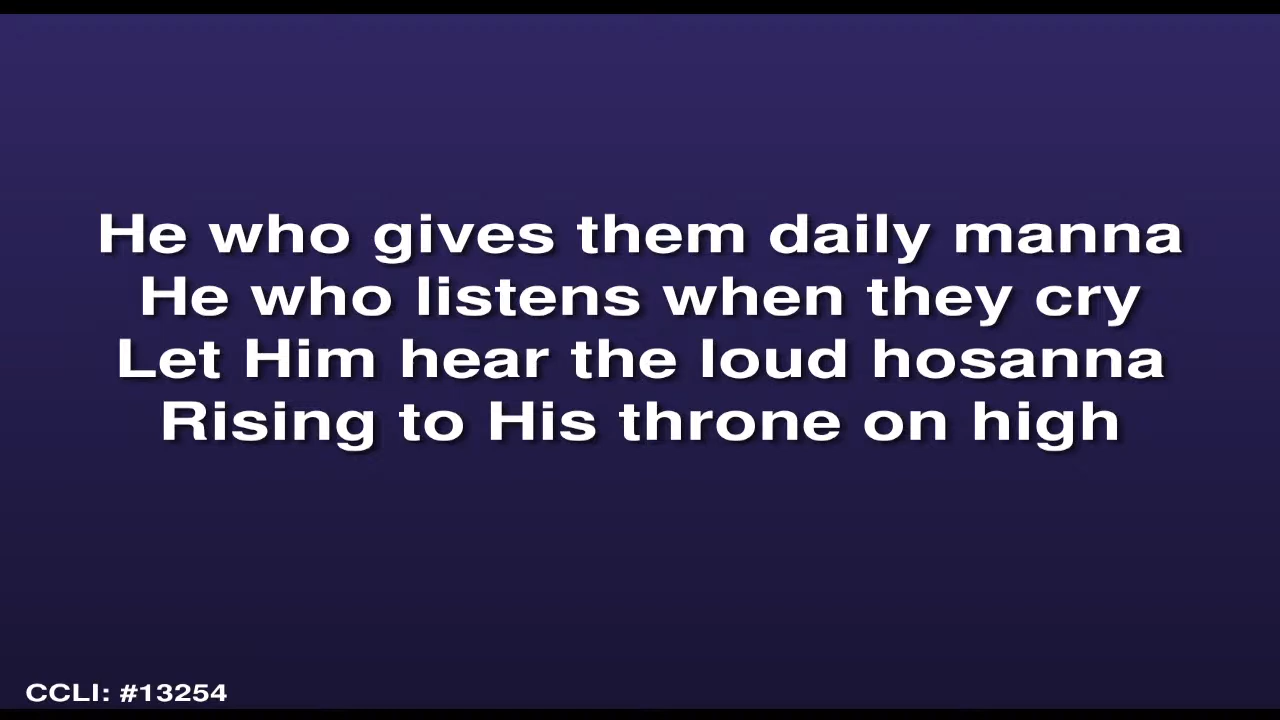 He who gives them daily manna
He who listens when they cry
Let Him hear the loud hosanna
Rising to His throne on high
CCLI: #13254